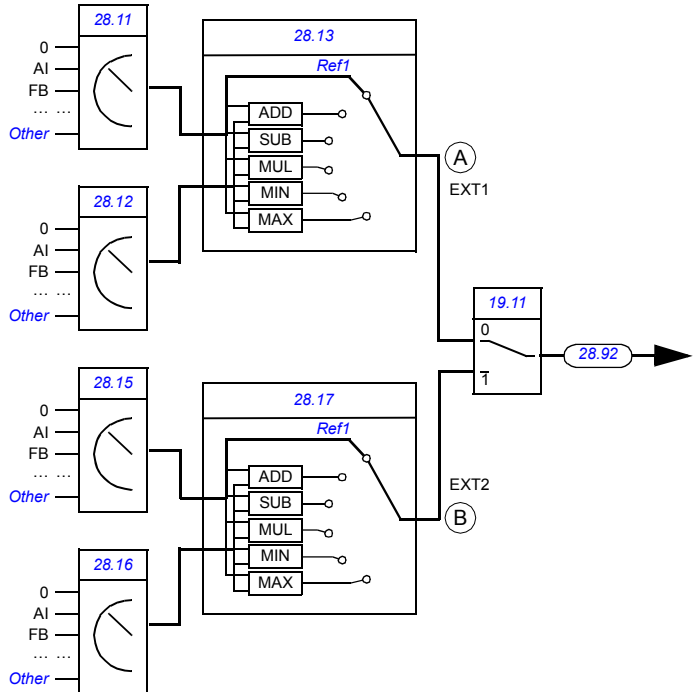 28.11
0
AI
FB
... ...
Other
28.13
Ref1
ADD
SUB
MUL
MIN
MAX
A
EXT1
28.12
0
AI
FB
... ...
Other
19.11
0
1
28.92
28.15
0
AI
FB
... ...
Other
28.17
Ref1
ADD
SUB
MUL
MIN
MAX
EXT2
B
28.16
0
AI
FB
... ...
Other